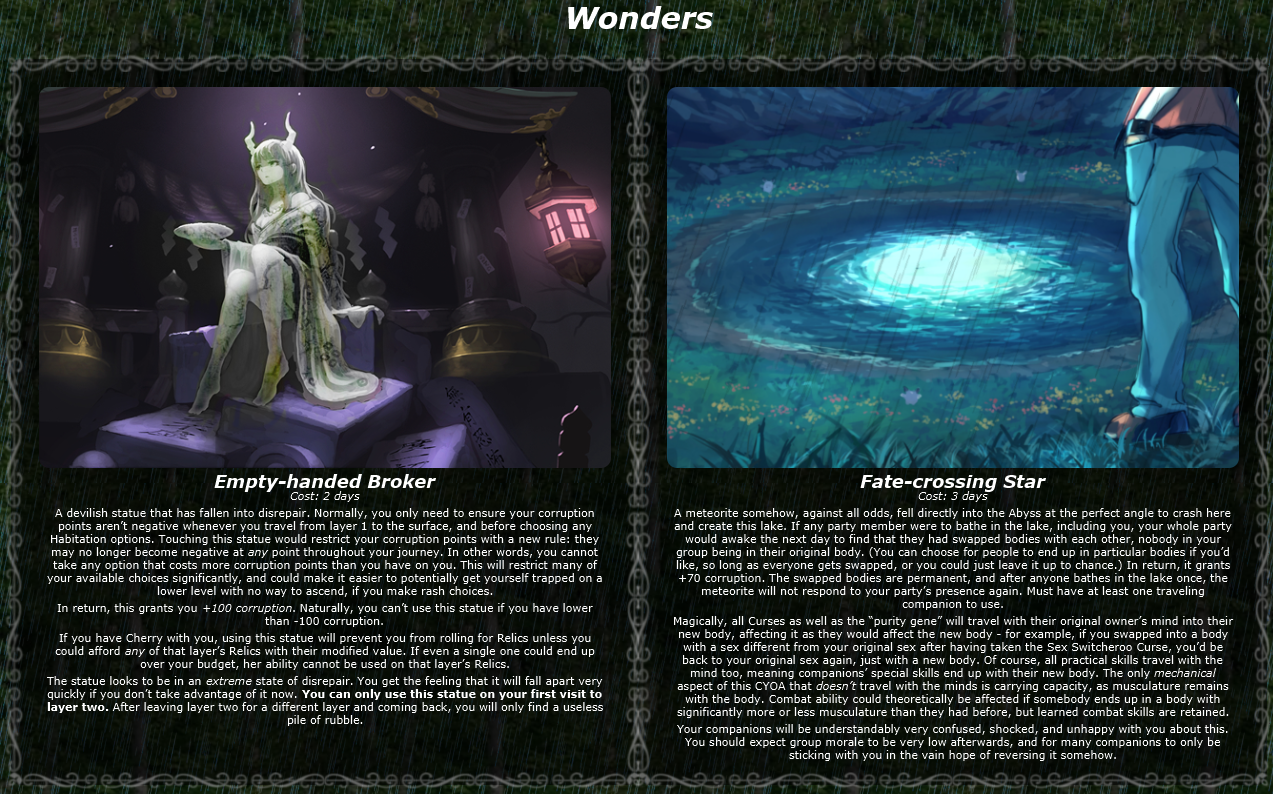 Wonders
Empty-handed Broker
Cost: 2 days
A devilish statue that has fallen into disrepair. Normally, you only need to ensure your corruption
points aren't negative whenever you travel from layer 1 to the surface, and before choosing any
Habitation options. Touching this statue would restrict your corruption points with a new rule: they
may no longer become negative at any point throughout your journey. In other words, you cannot
take any option that costs more corruption points than you have on you. This will restrict many of
your available choices significantly, and could make it easier to potentially get yourself trapped on a
lower level with no way to ascend, if you make rash choices.
In return, this grants you +100 corruption. Naturally, you can't use this statue if you have lower
than -100 corruption.
If you have Cherry with you, using this statue will prevent you from rolling for Relics unless you
could afford any of that layer's Relics with their modified value. If even a single one could end up
over your budget, her ability cannot be used on that layer's Relics.
The statue looks to be in an extreme state of disrepair. You get the feeling that it will fall apart very
quickly if you don't take advantage of it now. You can only use this statue on your first visit to
layer two. After leaving layer two for a different layer and coming back, you will only find a useless
pile of rubble.
Fate-crossing Star
Cost: 3 days
A meteorite somehow, against all odds, fell directly into the Abyss at the perfect angle to crash here
and create this lake. If any party member were to bathe in the lake, including you, your whole party
would awake the next day to find that they had swapped bodies with each other, nobody in your
group being in their original body. (You can choose for people to end up in particular bodies if you'd
like, so long as everyone gets swapped, or you could just leave it up to chance.) In return, it grants
+70 corruption. The swapped bodies are permanent, and after anyone bathes in the lake once, the
meteorite will not respond to your party's presence again. Must have at least one traveling
companion to use.
Magically, all Curses as well as the “purity gene” will travel with their original owner's mind into their
new body, affecting it as they would affect the new body - for example, if you swapped into a body
with a sex different from your original sex after having taken the Sex Switcheroo Curse, you'd be
back to your original sex again, just with a new body. Of course, all practical skills travel with the
mind too, meaning companions' special skills end up with their new body. The only mechanical
aspect of this CYOA that doesn't travel with the minds is carrying capacity, as musculature remains
with the body. Combat ability could theoretically be affected if somebody ends up in a body with
significantly more or less musculature than they had before, but learned combat skills are retained.
Your companions will be understandably very confused, shocked, and unhappy with you about this.
You should expect group morale to be very low afterwards, and for many companions to only be
sticking with you in the vain hope of reversing it somehow.